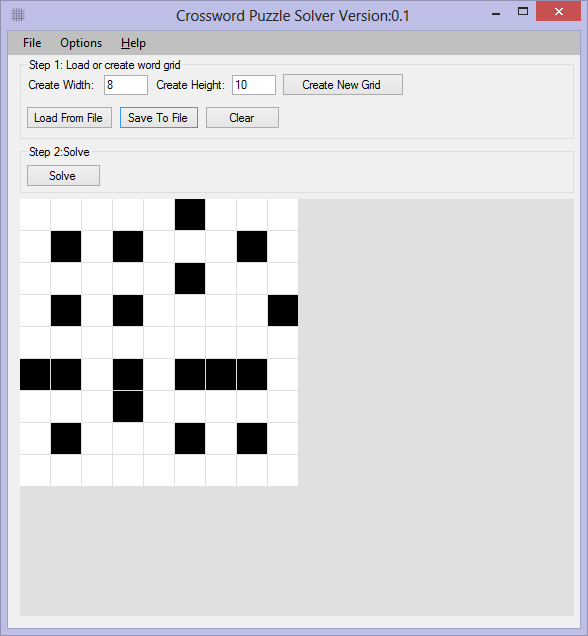 Crossword Puzzle Solver Version:0.1
File Options Help
Step 1: Load or create word grid
Create Width: 8 Create Height: 10 Create New Grid
Load From File Save To File Clear
Step 2:Solve
Solve